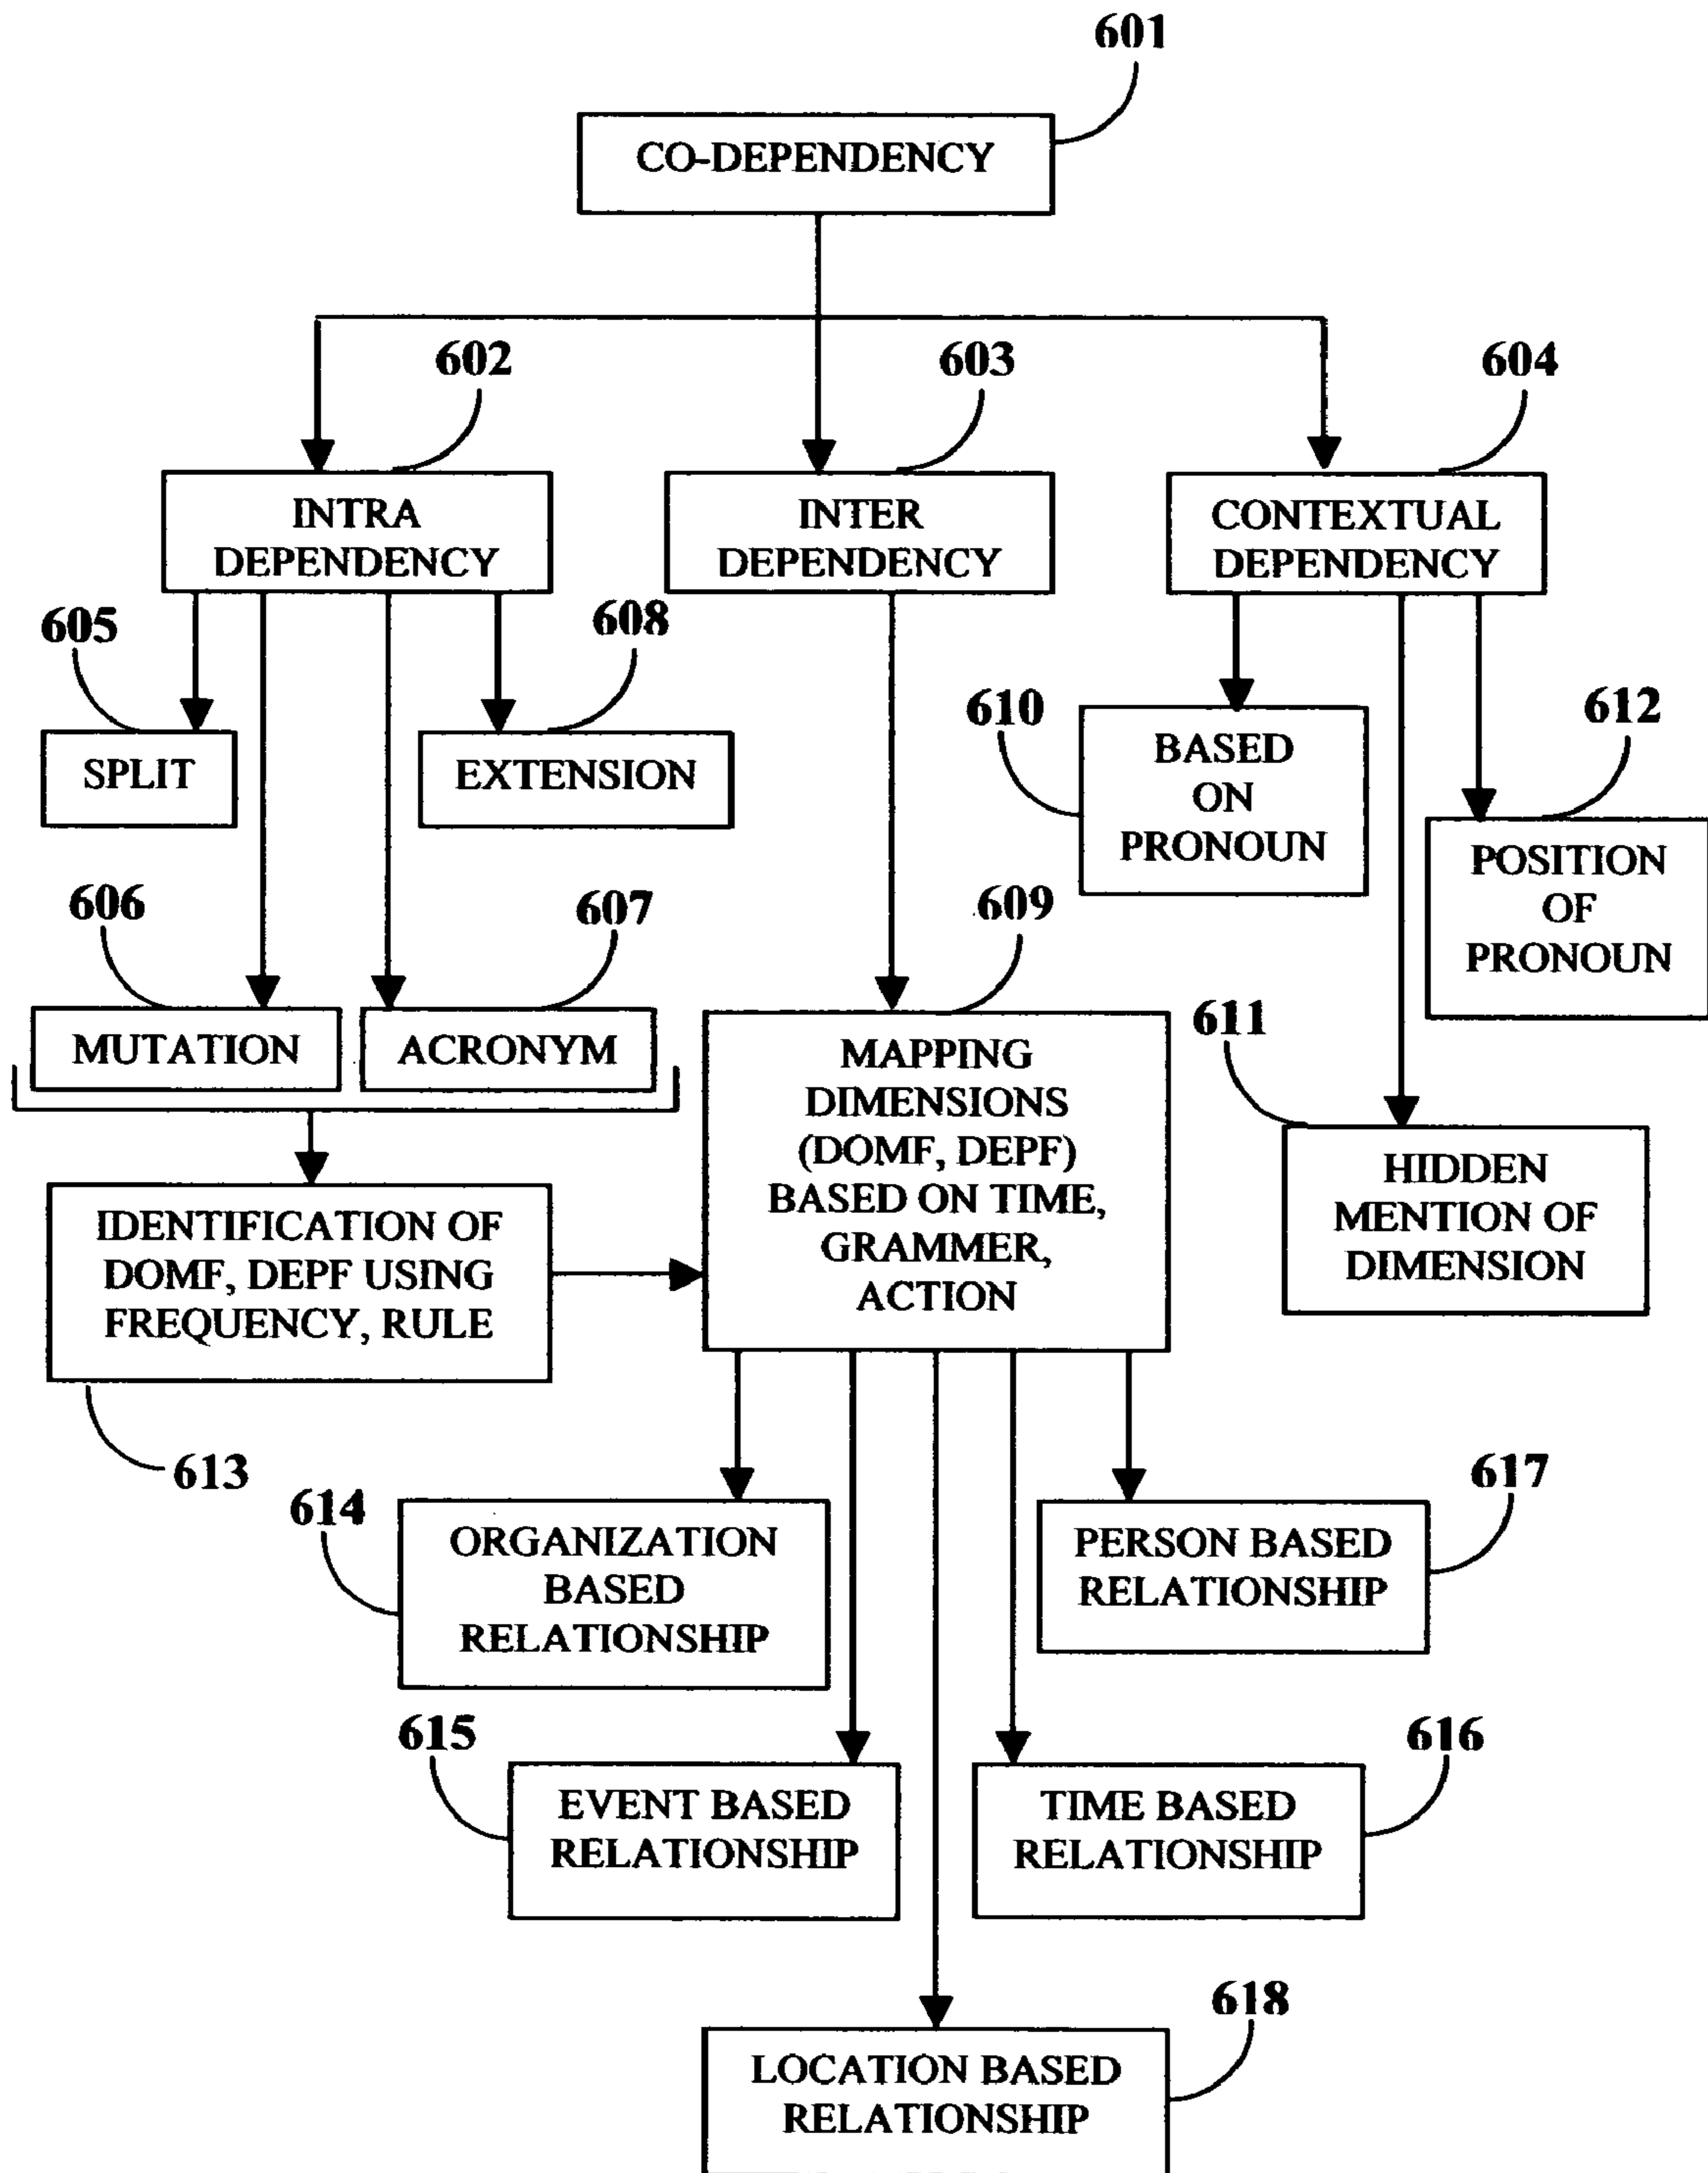 601
CO-DEPENDENCY
602
603
604
INTRA
DEPENDENCY
INTER
DEPENDENCY
CONTEXTUAL
DEPENDENCY
605
608
SPLIT
EXTENSION
610
BASED
ON
PRONOUN
612
POSITION
OF
PRONOUN
606
607
MUTATION
ACRONYM
609
MAPPING
DIMENSIONS
(DOMF, DEPF)
BASED ON TIME,
GRAMMER,
ACTION
611
HIDDEN
MENTION OF
DIMENSION
IDENTIFICATION OF
DOMF, DEPF USING
FREQUENCY, RULE
613
614
ORGANIZATION
BASED
RELATIONSHIP
617
PERSON BASED
RELATIONSHIP
615
EVENT BASED
RELATIONSHIP
616
TIME BASED
RELATIONSHIP
618
LOCATION BASED
RELATIONSHIP